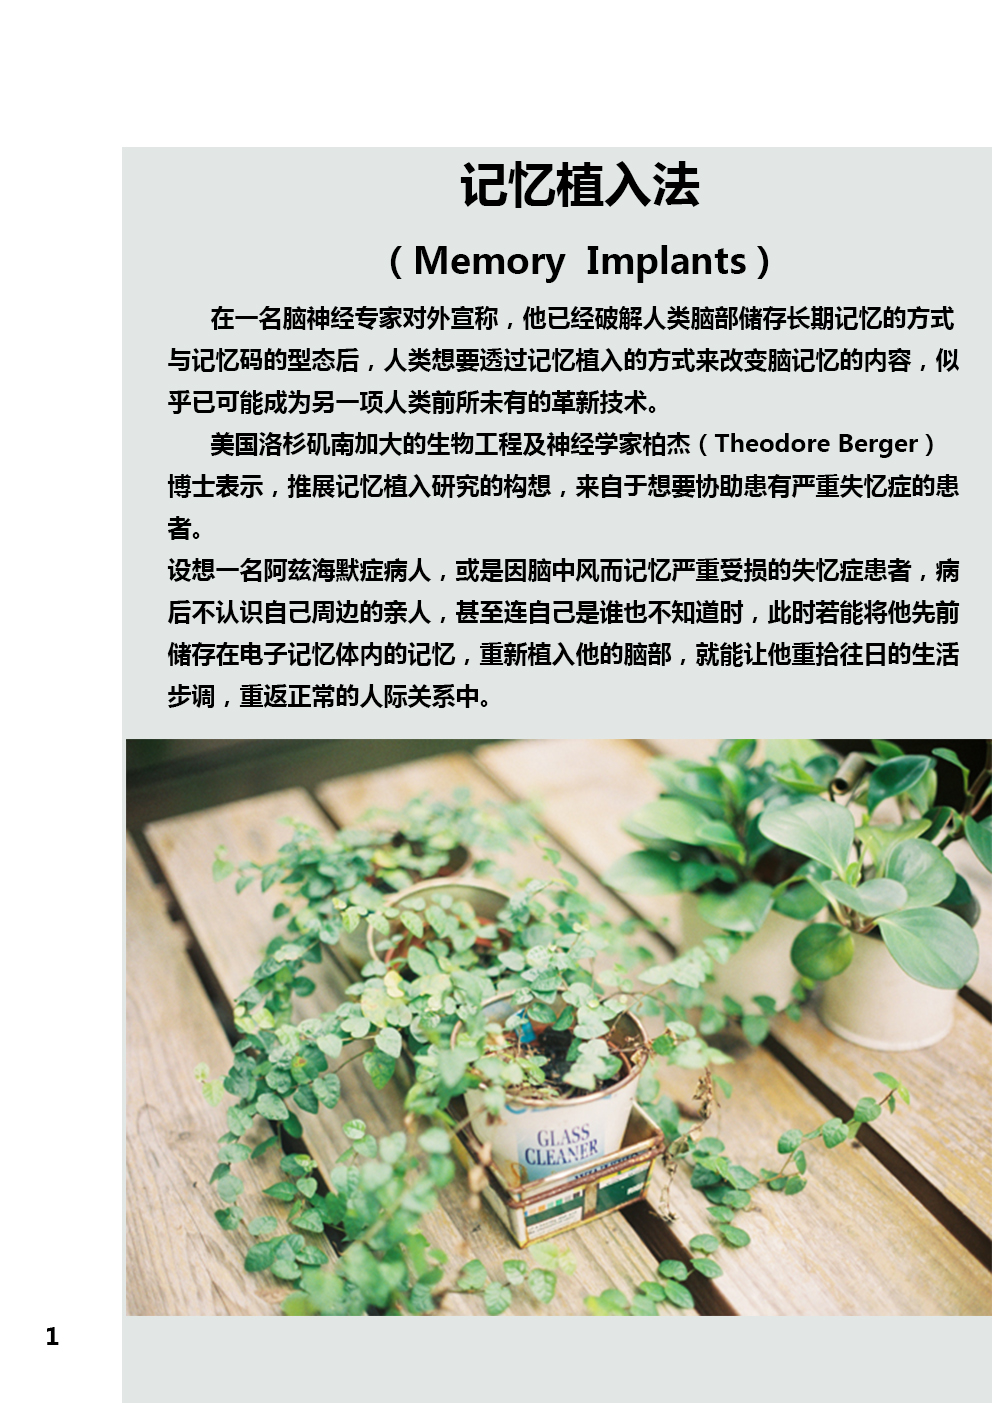 记忆植入法
（Memory Implants）
在一名脑神经专家对外宣称，他已经破解人类脑部储存长期记忆的方式
与记忆码的型态后，人类想要透过记忆植入的方式来改变脑记忆的内容，似
乎已可能成为另一项人类前所未有的革新技术。
美国洛杉矶南加大的生物工程及神经学家柏杰（Theodore Berger）
博士表示，推展记忆植入研究的构想，来自于想要协助患有严重失忆症的患
者。
设想一名阿兹海默症病人，或是因脑中风而记忆严重受损的失忆症患者，病
后不认识自己周边的亲人，甚至连自己是谁也不知道时，此时若能将他先前
储存在电子记忆体内的记忆，重新植入他的脑部，就能让他重拾往日的生活
步调，重返正常的人际关系中。
GLASS
CLEANER
1